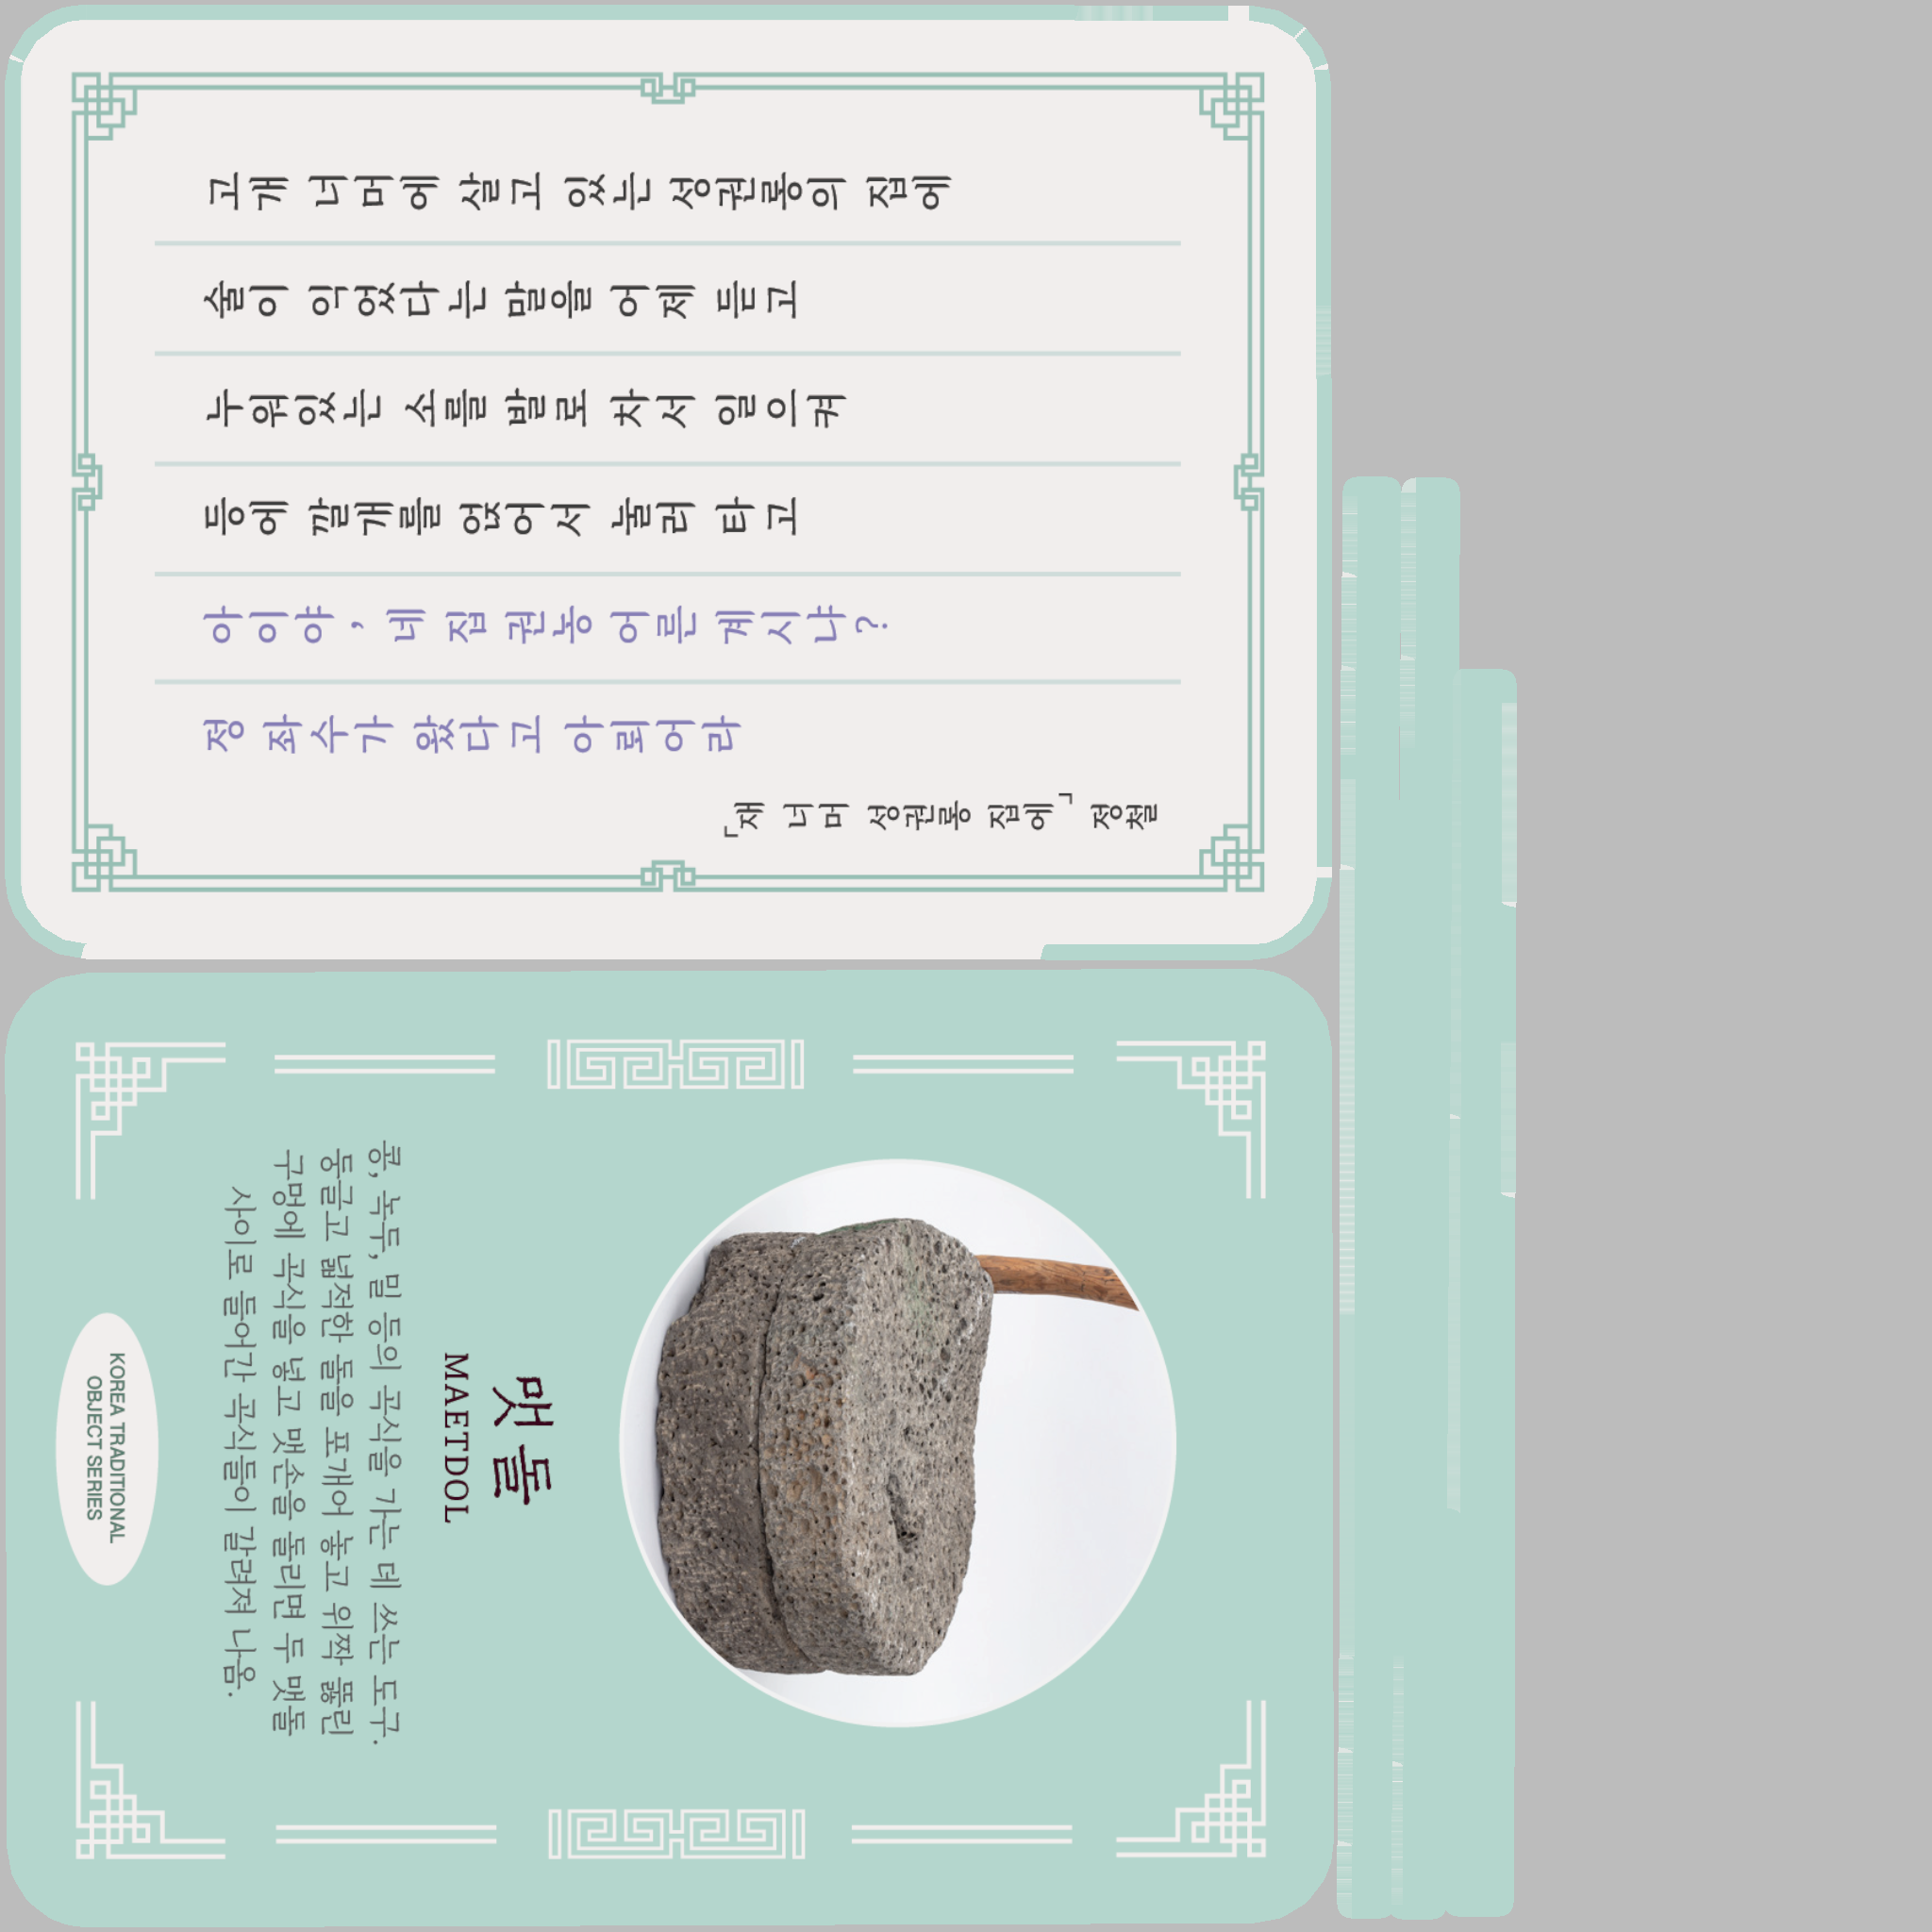 고개 너머에 살고 있는 성권롱의 집에
술이 익었다는 말을 어제 듣고
누워있는 소를 발로 차서 일으켜
등에 깔개를 얹어서 눌러 타고
아이야, 네 집 권농 어른 계시냐?
정 좌수가 왔다고 아뢰어라
「재 너머 성권롱 집에」 정철
맷돌
MAETDOL
콩, 녹두, 밀 등의 곡식을 가는 데 쓰는 도구.
둥글고 넓적한 돌을 포개어 놓고 위짝 뚫린
구멍에 곡식을 넣고 맷손을 돌리면 두 맷돌
사이로 들어간 곡식들이 갈려져 나옴.
KOREA TRADITIONAL
OBJECT SERIES